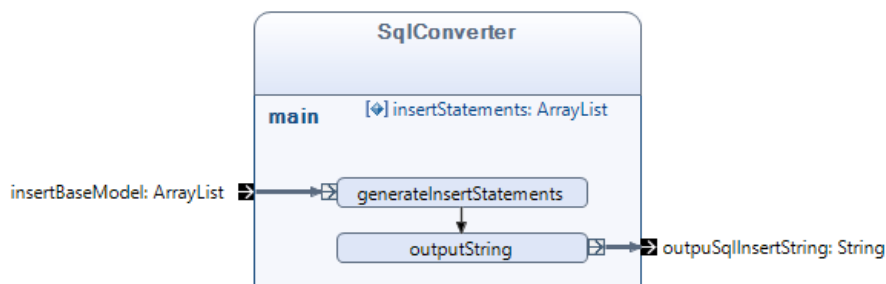 SqlConverter
main
insertStatements: ArrayList
insertBaseModel: ArrayList
generateInsertStatements
outputString
outpuSqlInsertString: String